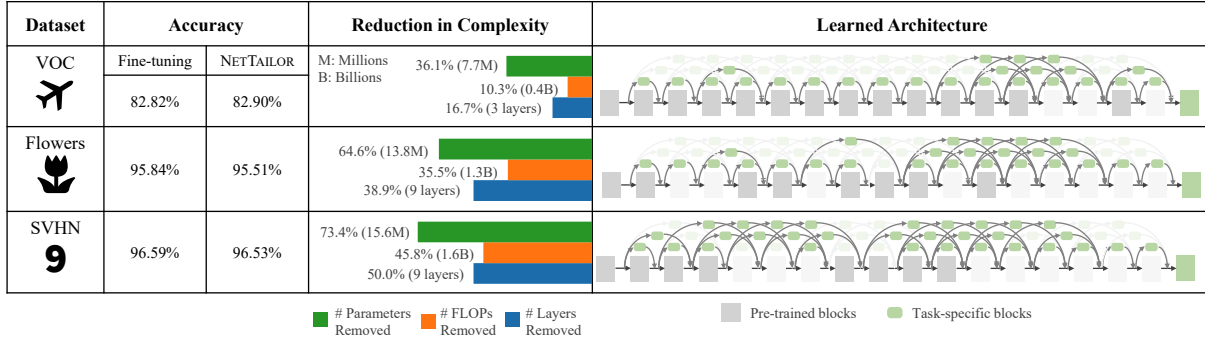 Dataset Accuracy Reduction in Complexity Learned Architecture
VOC Fine-tuning NETTAILOR
82.82% 82.90%
M: Millions
B: Billions
36.1% (7.7M)
10.3% (0.4B)
16.7% (3 layers)
Flowers
95.84% 95.51%
64.6% (13.8M)
35.5% (1.3B)
38.9% (9 layers)
SVHN
9
96.59% 96.53%
73.4% (15.6M)
45.8% (1.6B)
50.0% (9 layers)
# Parameters Removed
# FLOPs Removed
# Layers Removed
Pre-trained blocks
Task-specific blocks